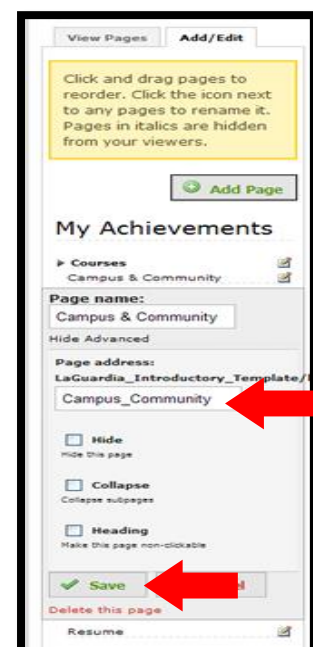 View Pages Add/Edit
Click and drag pages to
reorder. Click the icon next
to any pages to rename it.
Pages in italics are hidden
from your viewers.
Add Page
My Achievements
Courses
Campus & Community
Page name:
Campus & Community
Hide Advanced
Page address:
LaGuardia_Introductory_Template/
Campus_Community
Hide
Hide this page
Collapse
Collapse subpages
Heading
Make this page non-clickable
Save
Delete this page
Resume